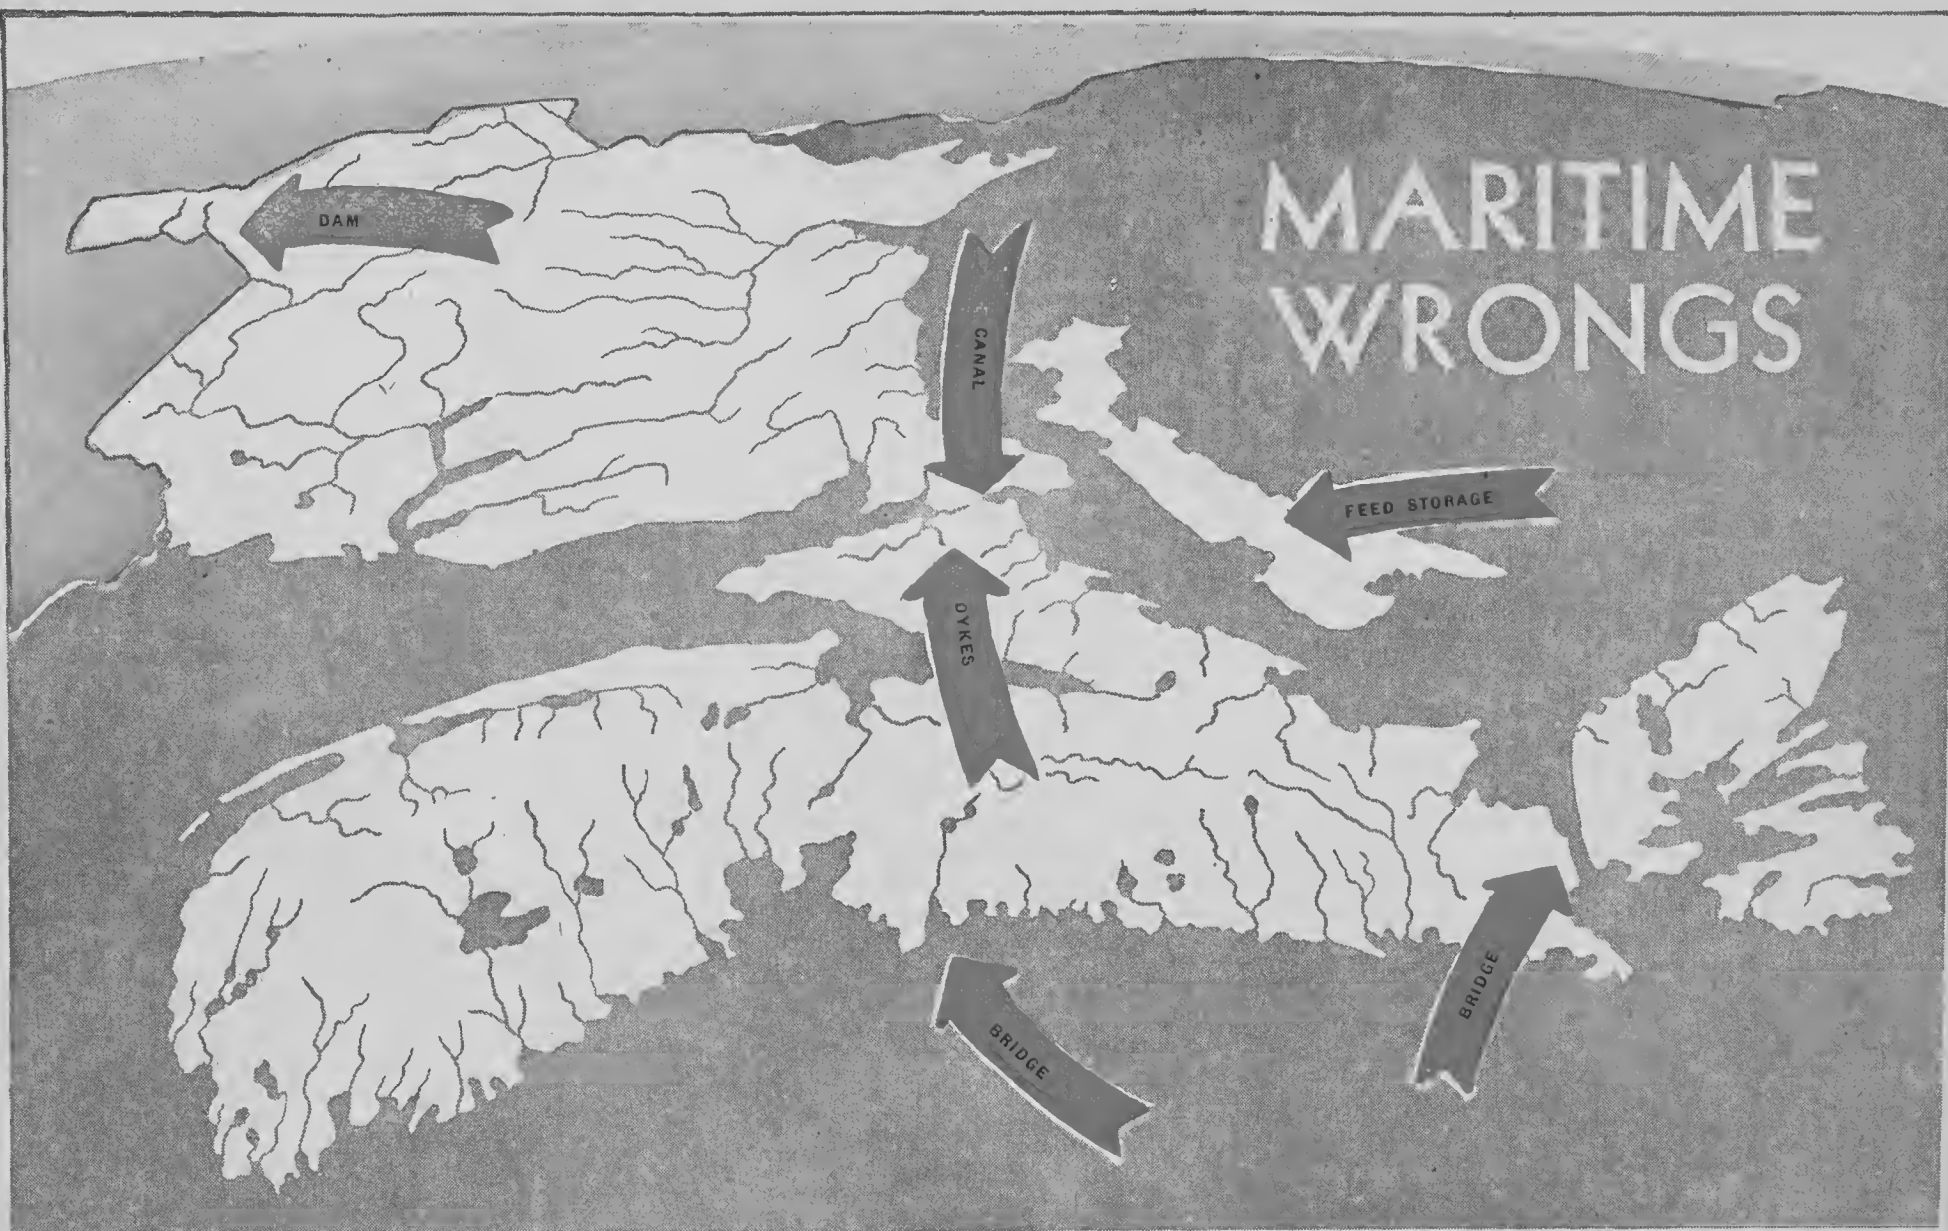 MARITIME
WRONGS
DAM
CANAL
FEED STORAGE
DYKES
BRIDGE
BRIDGE